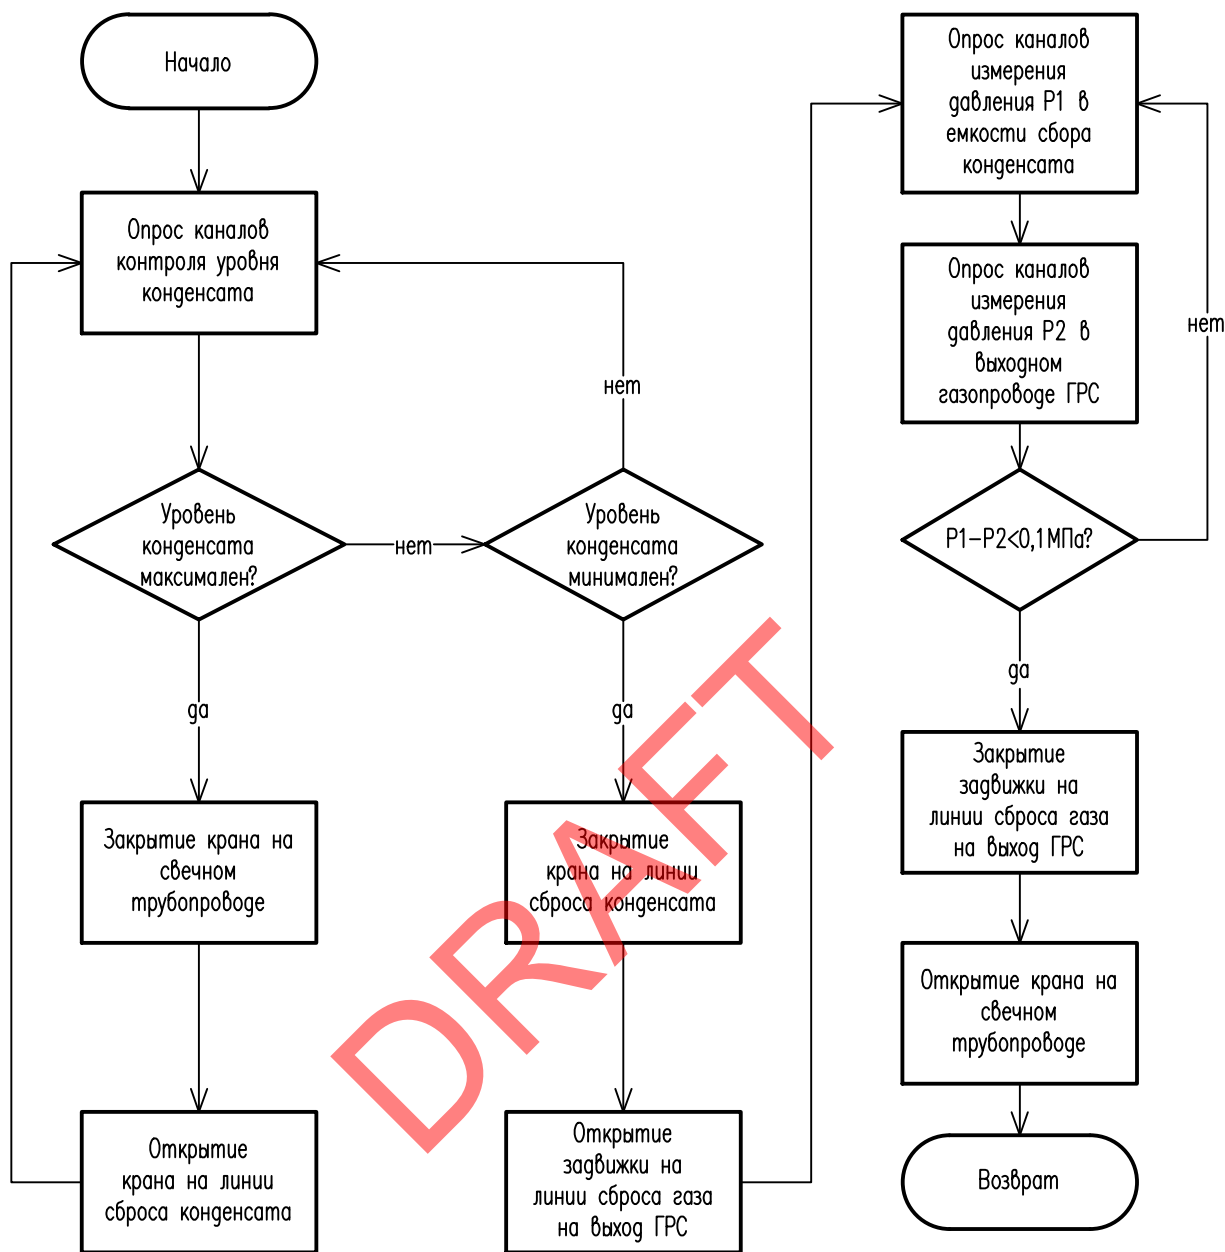 Начало
Опрос каналов
контроля уровня
конденсата
нет
Уровень
конденсата
максимален?
нет
Уровень
конденсата
минимален?
да
да
Закрытие крана на
свечном
трубопроводе
Закрытие
крана на линии
сброса конденсата
Открытие
крана на линии
сброса конденсата
Открытие
задвижки на
линии сброса газа
на выход ГРС
Опрос каналов
измерения
давления Р1 в
емкости сбора
конденсата
Опрос каналов
измерения
давления Р2 в
выходном
газопроводе ГРС
нет
Р1–Р2<0,1МПа?
да
Закрытие
задвижки на
линии сброса газа
на выход ГРС
Открытие крана на
свечном
трубопроводе
Возврат
DRAFT